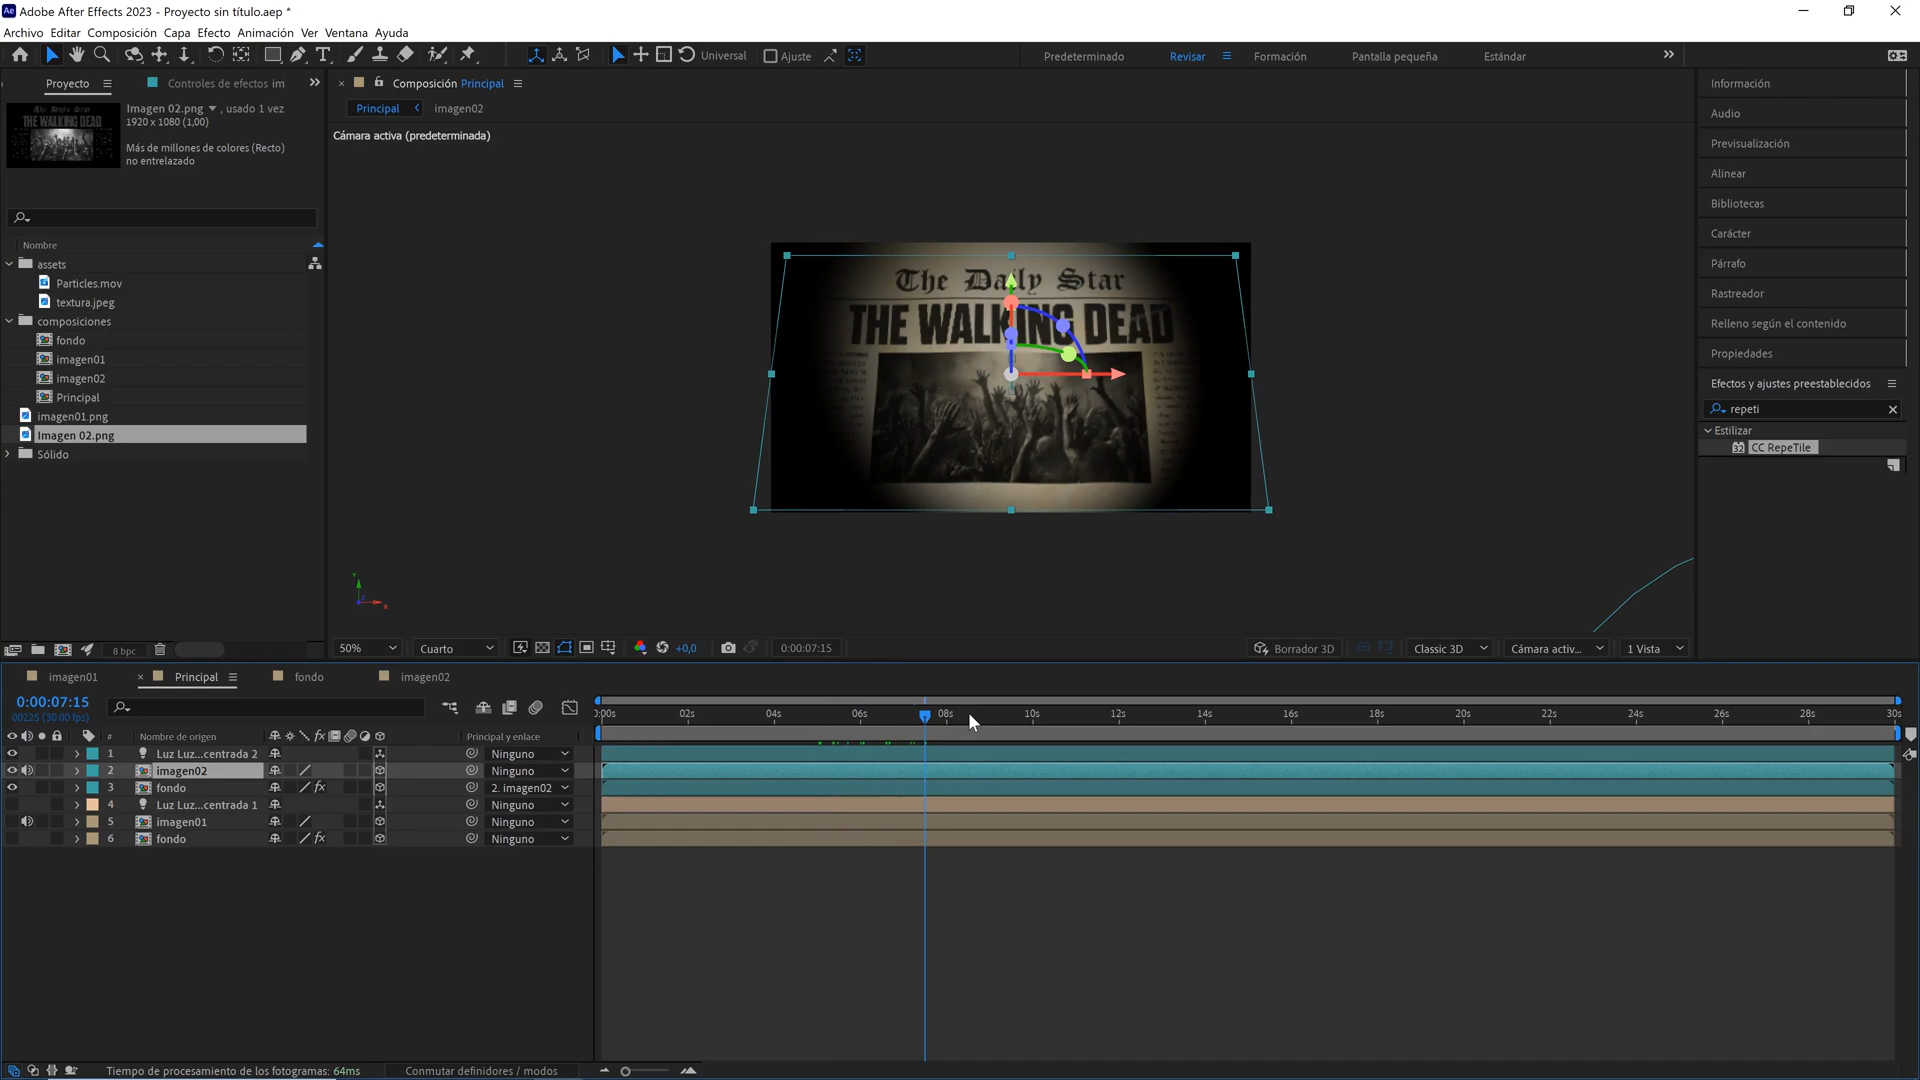 Adobe After Effects 2023 - Proyecto sin título.aep *
Archivo Editar Composición Capa Efecto Animación Ver Ventana Ayuda
Universal Ajuste Predeterminado Revisar Formación Pantalla pequeña Estándar
Proyecto Controles de efectos im
Imagen 02.png , usado 1 vez
1920 x 1080 (1,00)
Más de millones de colores (Recto)
no entrelazado
Nombre
assets
Particles.mov
textura.jpeg
composiciones
fondo
imagen01
imagen02
Principal
imagen01.png
Imagen 02.png
Sólido
8 bpc
Composición Principal
Principal imagen02
Cámara activa (predeterminada)
The Daily Star
THE WALKING DEAD
50% Cuarto +0,0 0:00:07:15 Borrador 3D Classic 3D Cámara activ... 1 Vista
Información
Audio
Previsualización
Alinear
Bibliotecas
Carácter
Párrafo
Rastreador
Relleno según el contenido
Propiedades
Efectos y ajustes preestablecidos
repeti
Estilizar
CC RepeTile
imagen01 Principal fondo imagen02
0:00:07:15
00225 (30.00 fps)
0:00s 02s 04s 06s 08s 10s 12s 14s 16s 18s 20s 22s 24s 26s 28s 30s
# Nombre de origen Principal y enlace
1 Luz Luz...centrada 2 Ninguno
2 imagen02 Ninguno
3 fondo 2. imagen02
4 Luz Luz...centrada 1 Ninguno
5 imagen01 Ninguno
6 fondo Ninguno
Tiempo de procesamiento de los fotogramas: 64ms Conmutar definidores / modos